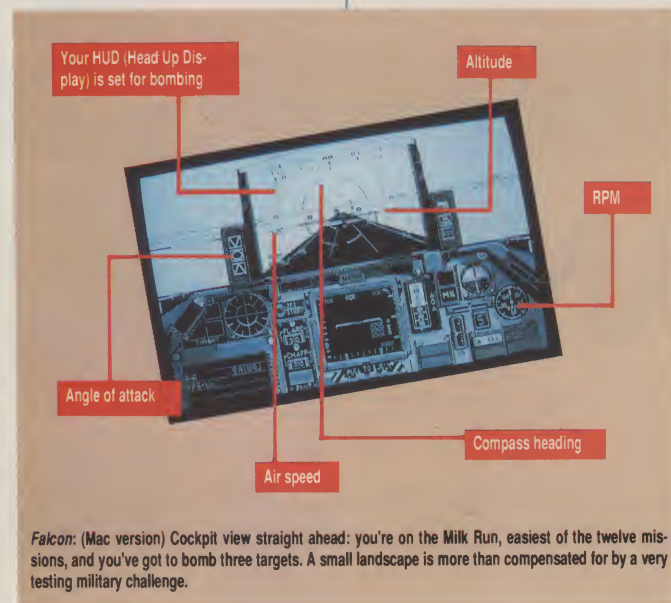 Your HUD (Head Up Dis-
play) is set for bombing
Altitude
RPM
Angle of attack
Compass heading
Air speed
FLARE
CHAFF
Falcon: (Mac version) Cockpit view straight ahead: you're on the Milk Run, easiest of the twelve mis-
sions, and you've got to bomb three targets. A small landscape is more than compensated for by a very
testing military challenge.